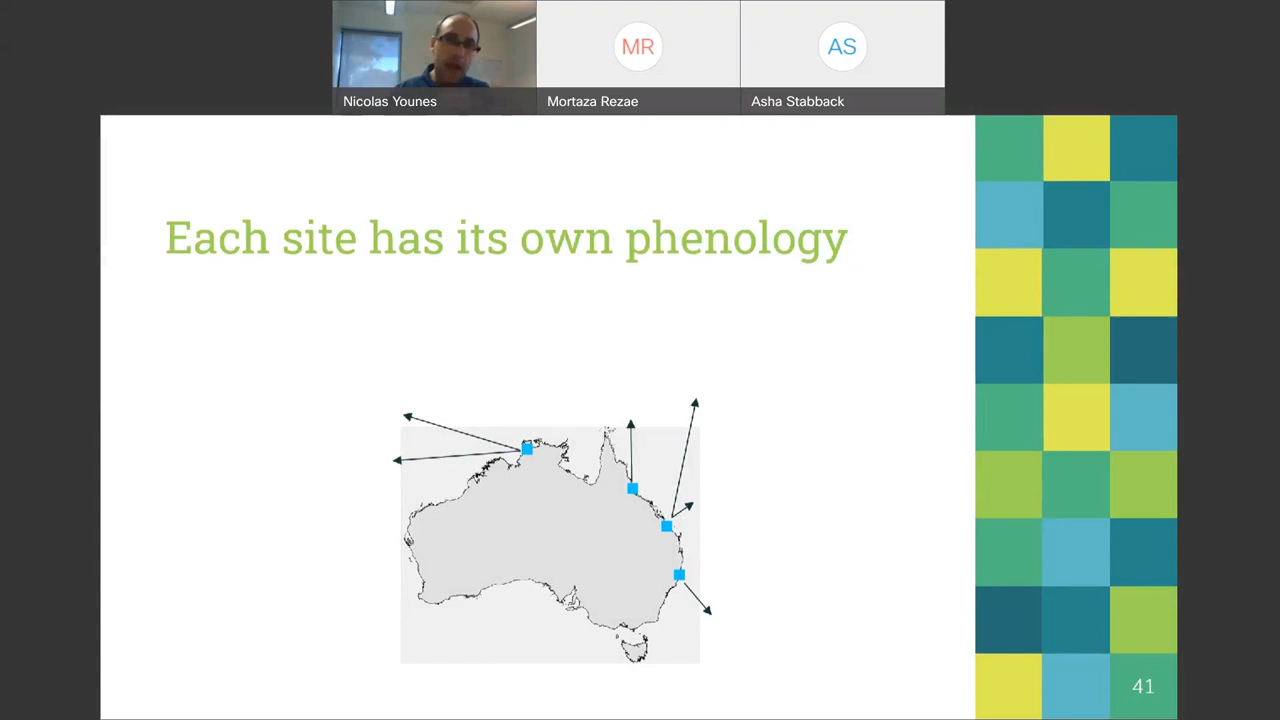 MR
AS
Nicolas Younes
Mortaza Rezae
Asha Stabback
Each site has its own phenology
41